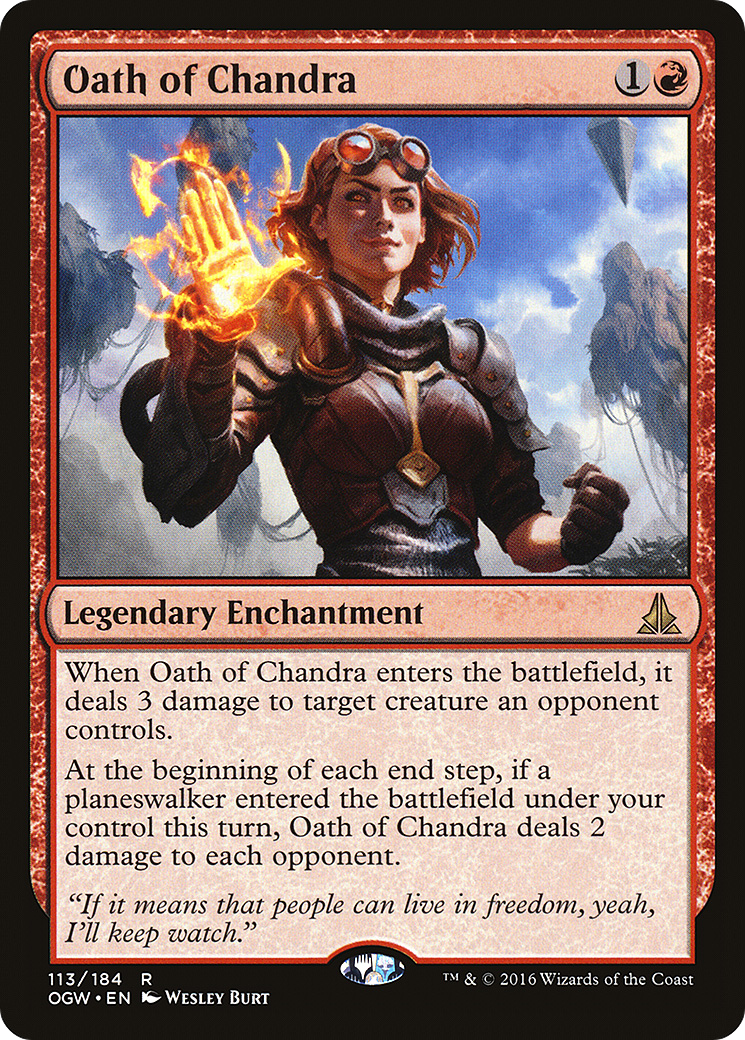 Oath of Chandra 1
Legendary Enchantment
When Oath of Chandra enters the battlefield, it
deals 3 damage to target creature an opponent
controls.
At the beginning of each end step, if a
planeswalker entered the battlefield under your
control this turn, Oath of Chandra deals 2
damage to each opponent.
“If it means that people can live in freedom, yeah,
I’ll keep watch.”
113/184 R
OGW • EN Wesley Burt
™ & © 2016 Wizards of the Coast